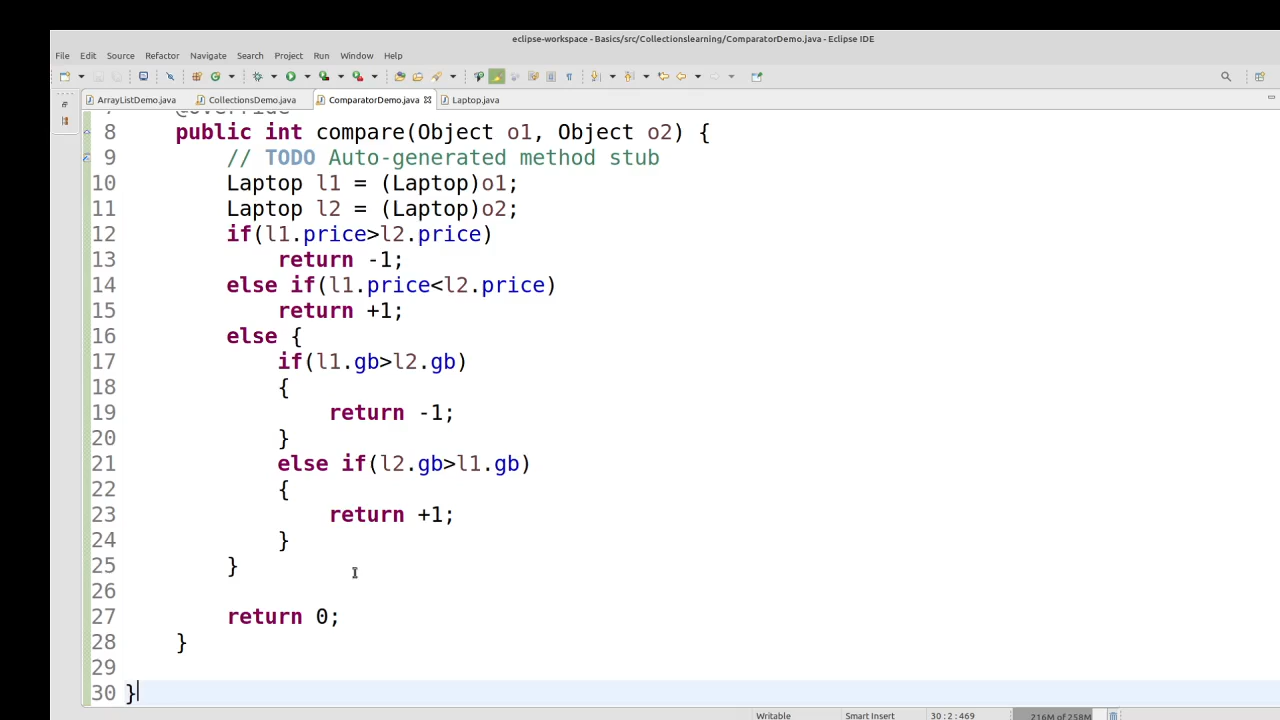 eclipse-workspace - Basics/src/Collectionslearning/ComparatorDemo.java - Eclipse IDE
File Edit Source Refactor Navigate Search Project Run Window Help
ArrayListDemo.java CollectionsDemo.java ComparatorDemo.java Laptop.java
8 public int compare(Object o1, Object o2) {
9 // TODO Auto-generated method stub
10 Laptop l1 = (Laptop)o1;
11 Laptop l2 = (Laptop)o2;
12 if(l1.price>l2.price)
13 return -1;
14 else if(l1.price<l2.price)
15 return +1;
16 else {
17 if(l1.gb>l2.gb)
18 {
19 return -1;
20 }
21 else if(l2.gb>l1.gb)
22 {
23 return +1;
24 }
25 }
26
27 return 0;
28 }
29
30 }
Writable Smart Insert 30:2:469 216M of 258M